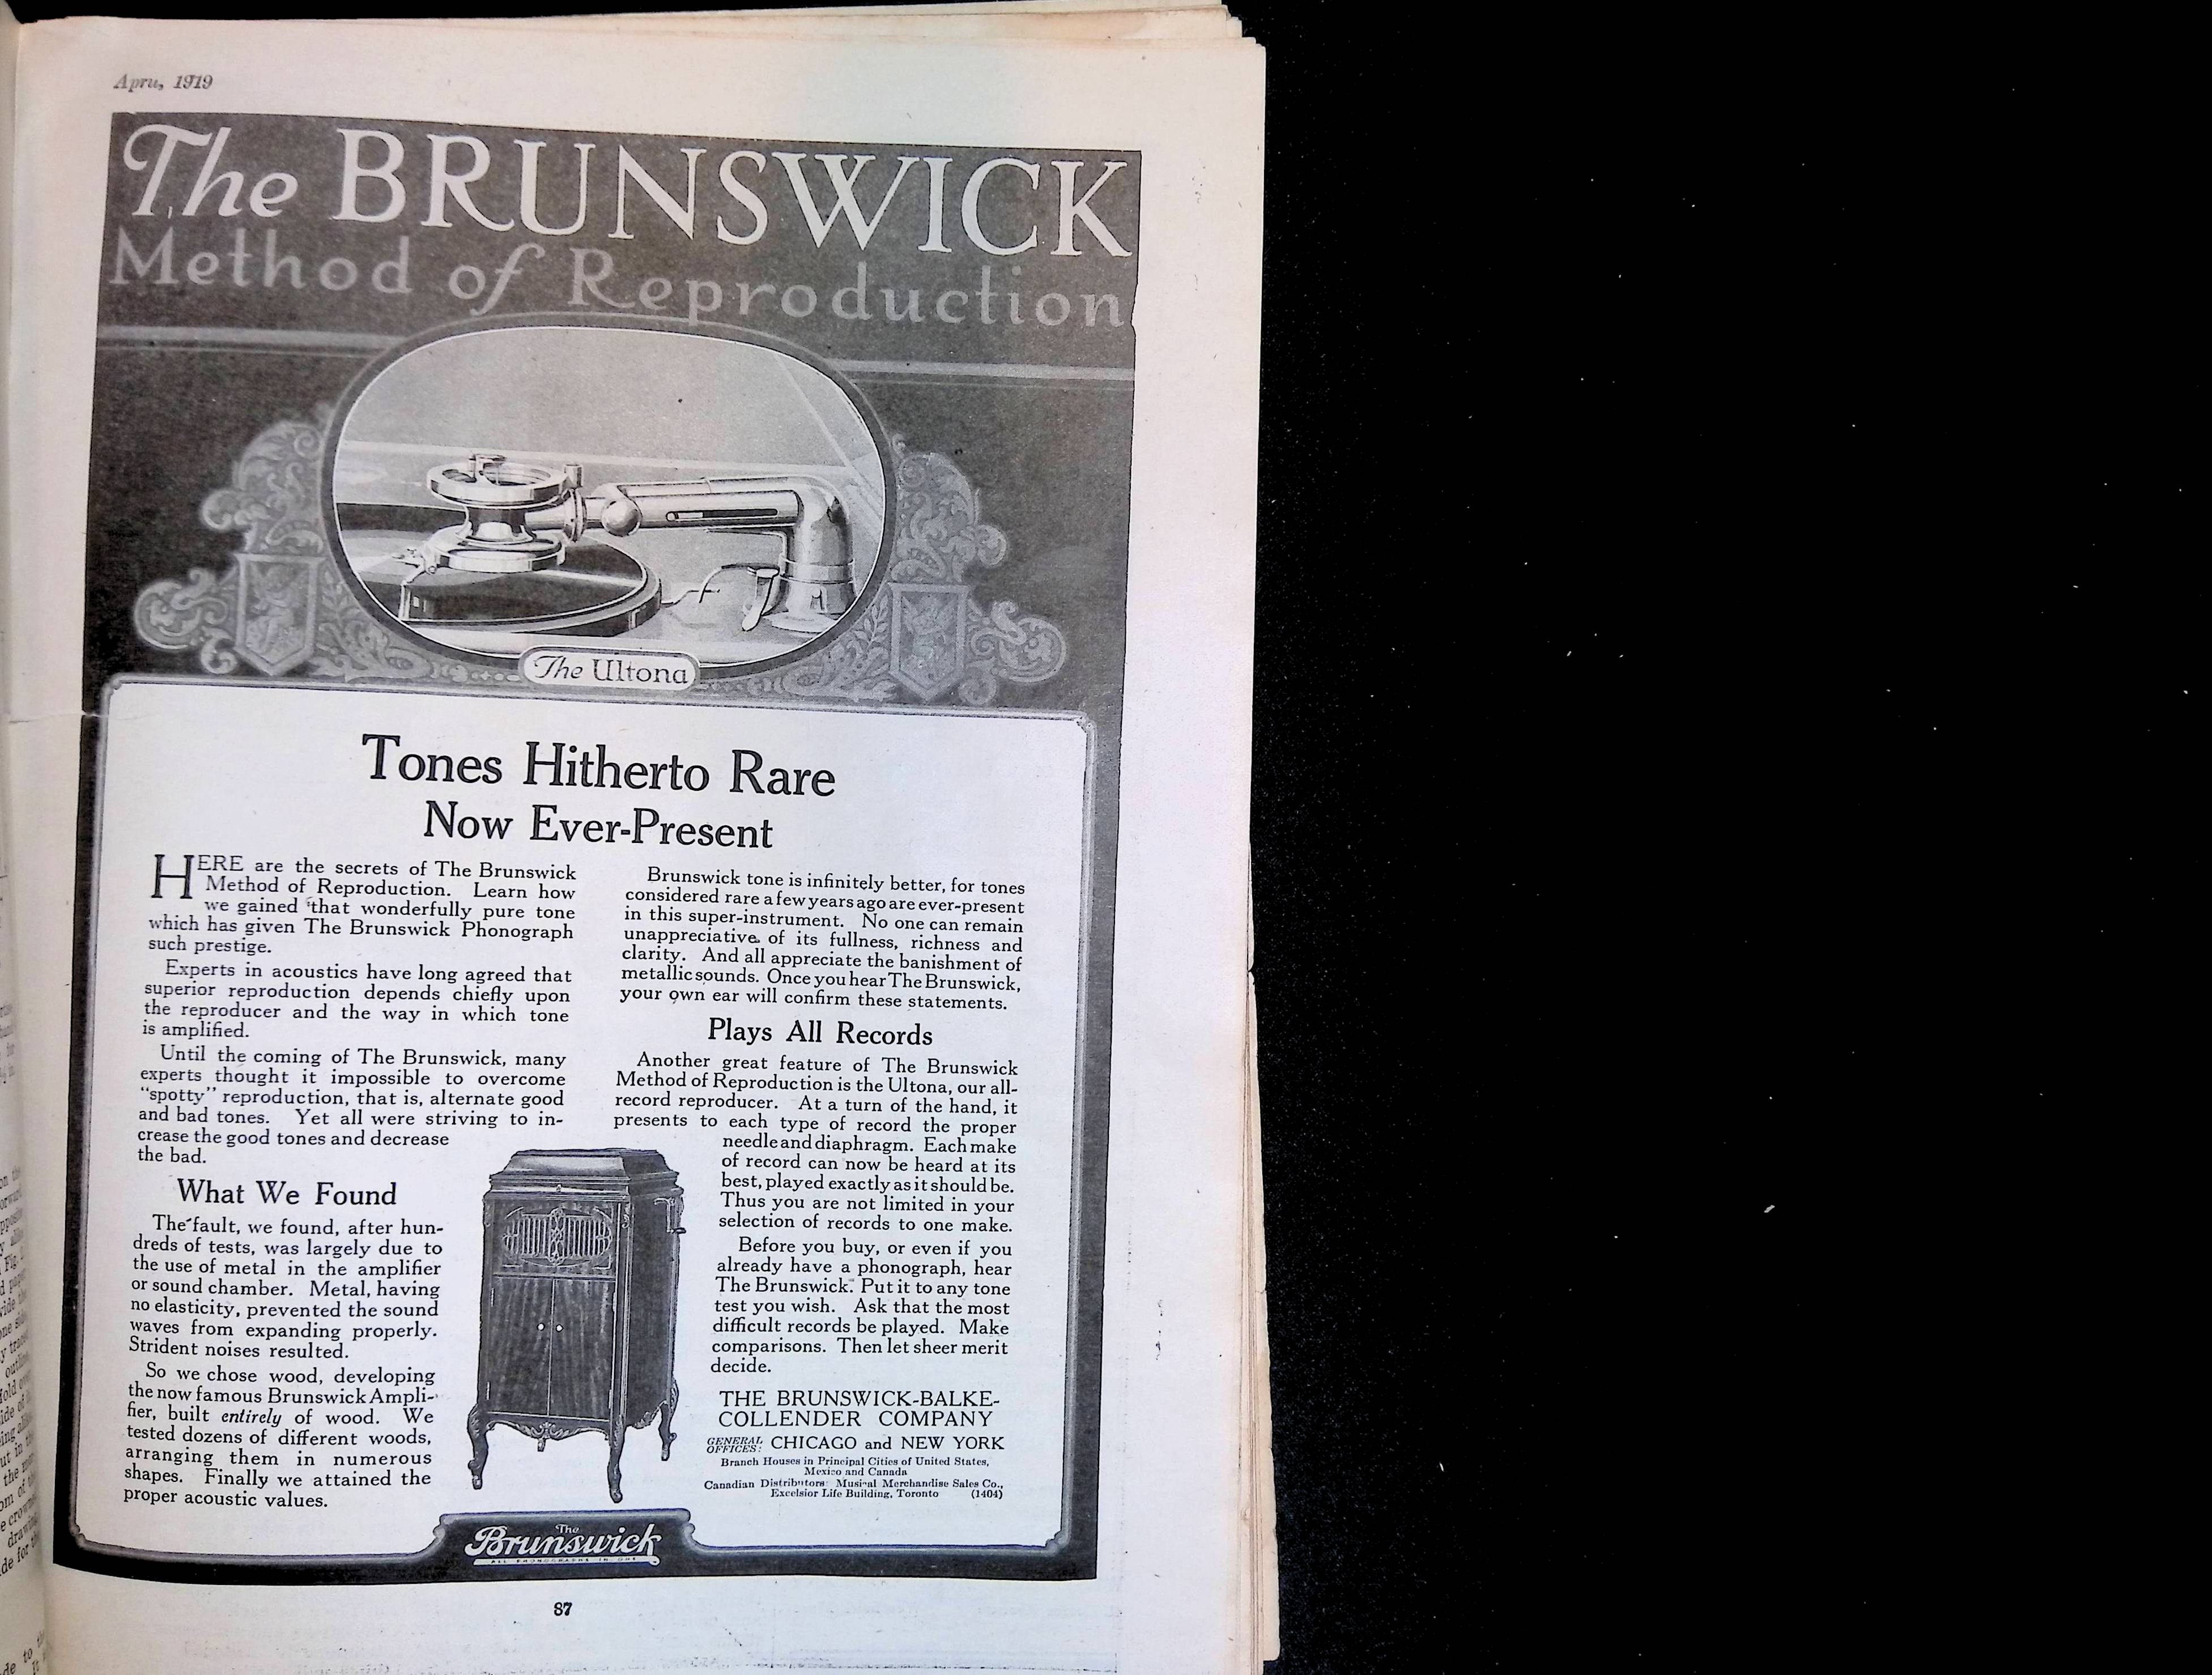 April, 1919
The BRUNSWICK
Method of Reproduction
The Ultona
Tones Hitherto Rare
Now Ever-Present
HERE are the secrets of The Brunswick
Method of Reproduction. Learn how
we gained that wonderfully pure tone
which has given The Brunswick Phonograph
such prestige.
Experts in acoustics have long agreed that
superior reproduction depends chiefly upon
the reproducer and the way in which tone
is amplified.
Until the coming of The Brunswick, many
experts thought it impossible to overcome
"spotty" reproduction, that is, alternate good
and bad tones. Yet all were striving to in-
crease the good tones and decrease
the bad.
What We Found
The fault, we found, after hun-
dreds of tests, was largely due to
the use of metal in the amplifier
or sound chamber. Metal, having
no elasticity, prevented the sound
waves from expanding properly.
Strident noises resulted.
So we chose wood, developing
the now famous Brunswick Ampli-
fier, built entirely of wood. We
tested dozens of different woods,
arranging them in numerous
shapes. Finally we attained the
proper acoustic values.
Brunswick tone is infinitely better, for tones
considered rare a few years ago are ever-present
in this super-instrument. No one can remain
unappreciative of its fullness, richness and
clarity. And all appreciate the banishment of
metallic sounds. Once you hear The Brunswick,
your own ear will confirm these statements.
Plays All Records
Another great feature of The Brunswick
Method of Reproduction is the Ultona, our all-
record reproducer. At a turn of the hand, it
presents to each type of record the proper
needle and diaphragm. Each make
of record can now be heard at its
best, played exactly as it should be.
Thus you are not limited in your
selection of records to one make.
Before you buy, or even if you
already have a phonograph, hear
The Brunswick. Put it to any tone
test you wish. Ask that the most
difficult records be played. Make
comparisons. Then let sheer merit
decide.
THE BRUNSWICK-BALKE-
COLLENDER COMPANY
GENERAL OFFICES: CHICAGO and NEW YORK
Branch Houses in Principal Cities of United States,
Mexico and Canada
Canadian Distributors: Musical Merchandise Sales Co.,
Excelsior Life Building, Toronto (1404)
The
Brunswick
ALL PHONOGRAPHS IN ONE
87